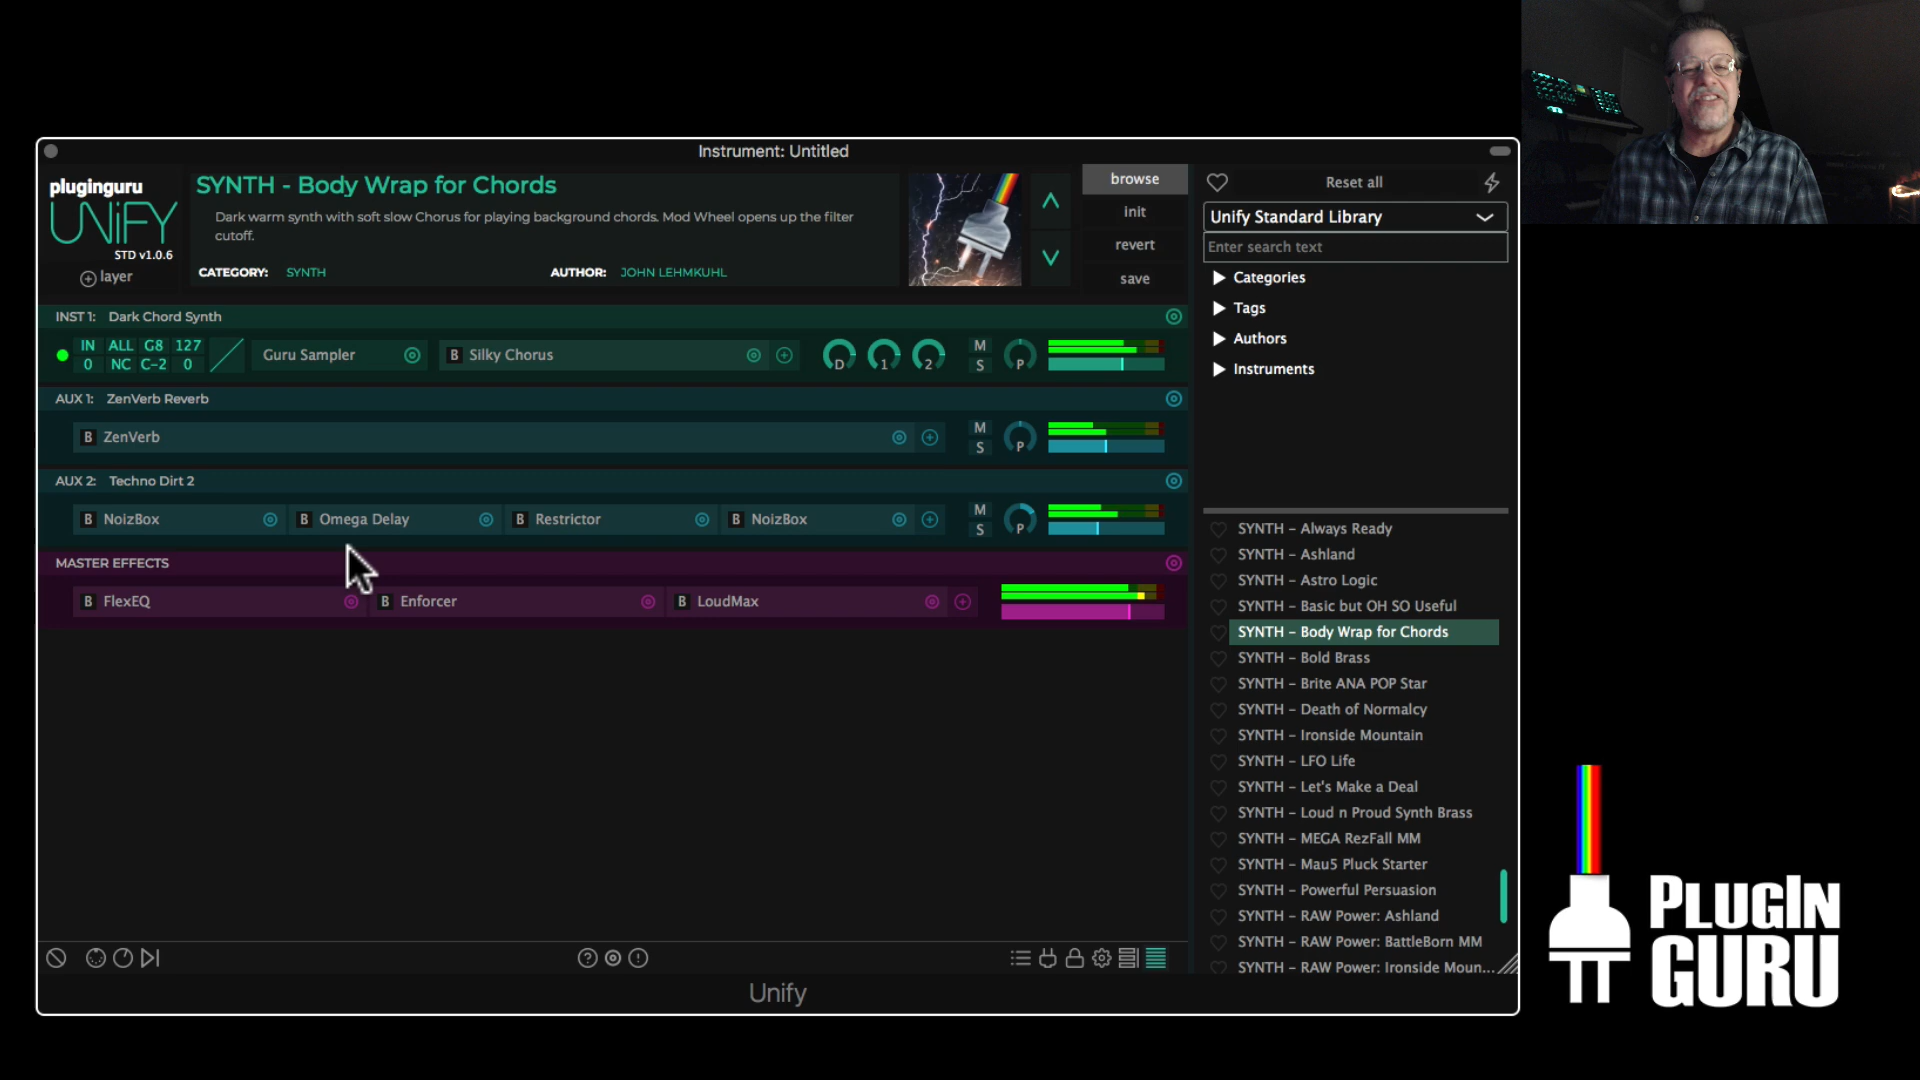 Instrument: Untitled
pluginguru
UNiFY
STD v1.0.6
layer
SYNTH - Body Wrap for Chords
Dark warm synth with soft slow Chorus for playing background chords. Mod Wheel opens up the filter
cutoff.
CATEGORY: SYNTH
AUTHOR: JOHN LEHMKUHL
browse
init
revert
save
INST 1: Dark Chord Synth
IN ALL G8 127
0 NC C-2 0
Guru Sampler
B Silky Chorus
D 1 2
M
S
P
AUX 1: ZenVerb Reverb
B ZenVerb
M
S
P
AUX 2: Techno Dirt 2
B NoizBox
B Omega Delay
B Restrictor
B NoizBox
M
S
P
MASTER EFFECTS
B FlexEQ
B Enforcer
B LoudMax
Unify
Reset all
Unify Standard Library
Enter search text
Categories
Tags
Authors
Instruments
SYNTH - Always Ready
SYNTH - Ashland
SYNTH - Astro Logic
SYNTH - Basic but OH SO Useful
SYNTH - Body Wrap for Chords
SYNTH - Bold Brass
SYNTH - Brite ANA POP Star
SYNTH - Death of Normalcy
SYNTH - Ironside Mountain
SYNTH - LFO Life
SYNTH - Let's Make a Deal
SYNTH - Loud n Proud Synth Brass
SYNTH - MEGA RezFall MM
SYNTH - Mau5 Pluck Starter
SYNTH - Powerful Persuasion
SYNTH - RAW Power: Ashland
SYNTH - RAW Power: BattleBorn MM
SYNTH - RAW Power: Ironside Moun...
PLUGIN
GURU